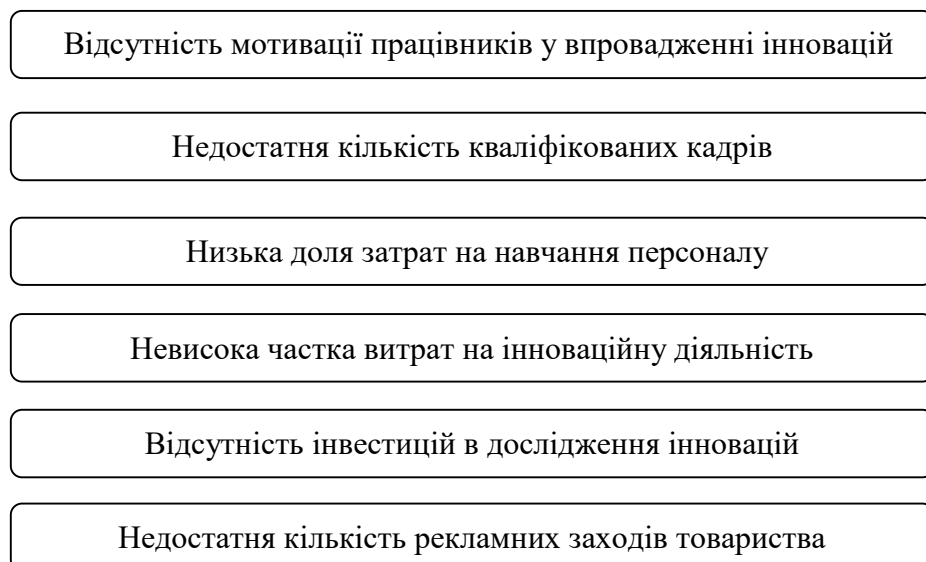 Відсутність мотивації працівників у впровадженні інновацій
Недостатня кількість кваліфікованих кадрів
Низька доля затрат на навчання персоналу
Невисока частка витрат на інноваційну діяльність
Відсутність інвестицій в дослідження інновацій
Недостатня кількість рекламних заходів товариства